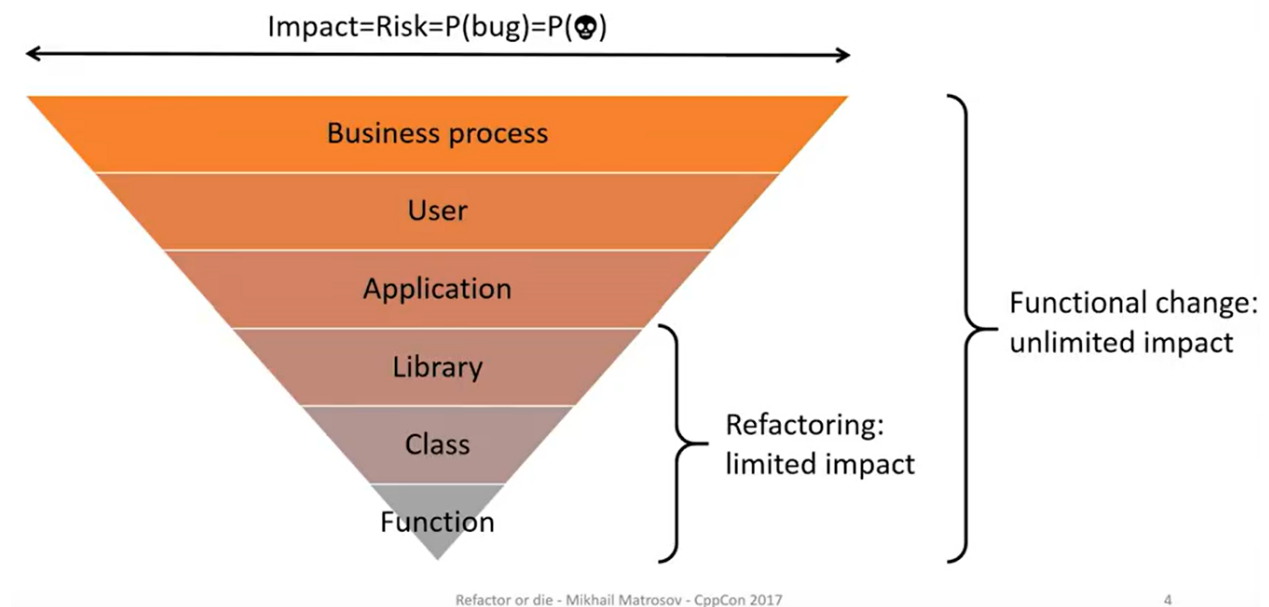 Impact=Risk=P(bug)=P(💀)
Business process
User
Application
Library
Class
Function
Refactoring:
limited impact
Functional change:
unlimited impact
Refactor or die - Mikhail Matrosov - CppCon 2017
4